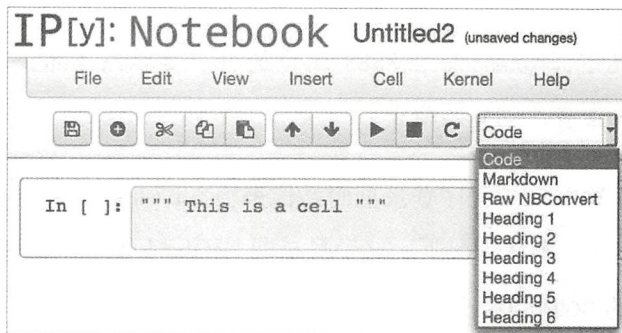 IP[y]: Notebook Untitled2 (unsaved changes)
File Edit View Insert Cell Kernel Help
Code
Code
Markdown
Raw NBConvert
Heading 1
Heading 2
Heading 3
Heading 4
Heading 5
Heading 6
In [ ]: """ This is a cell """